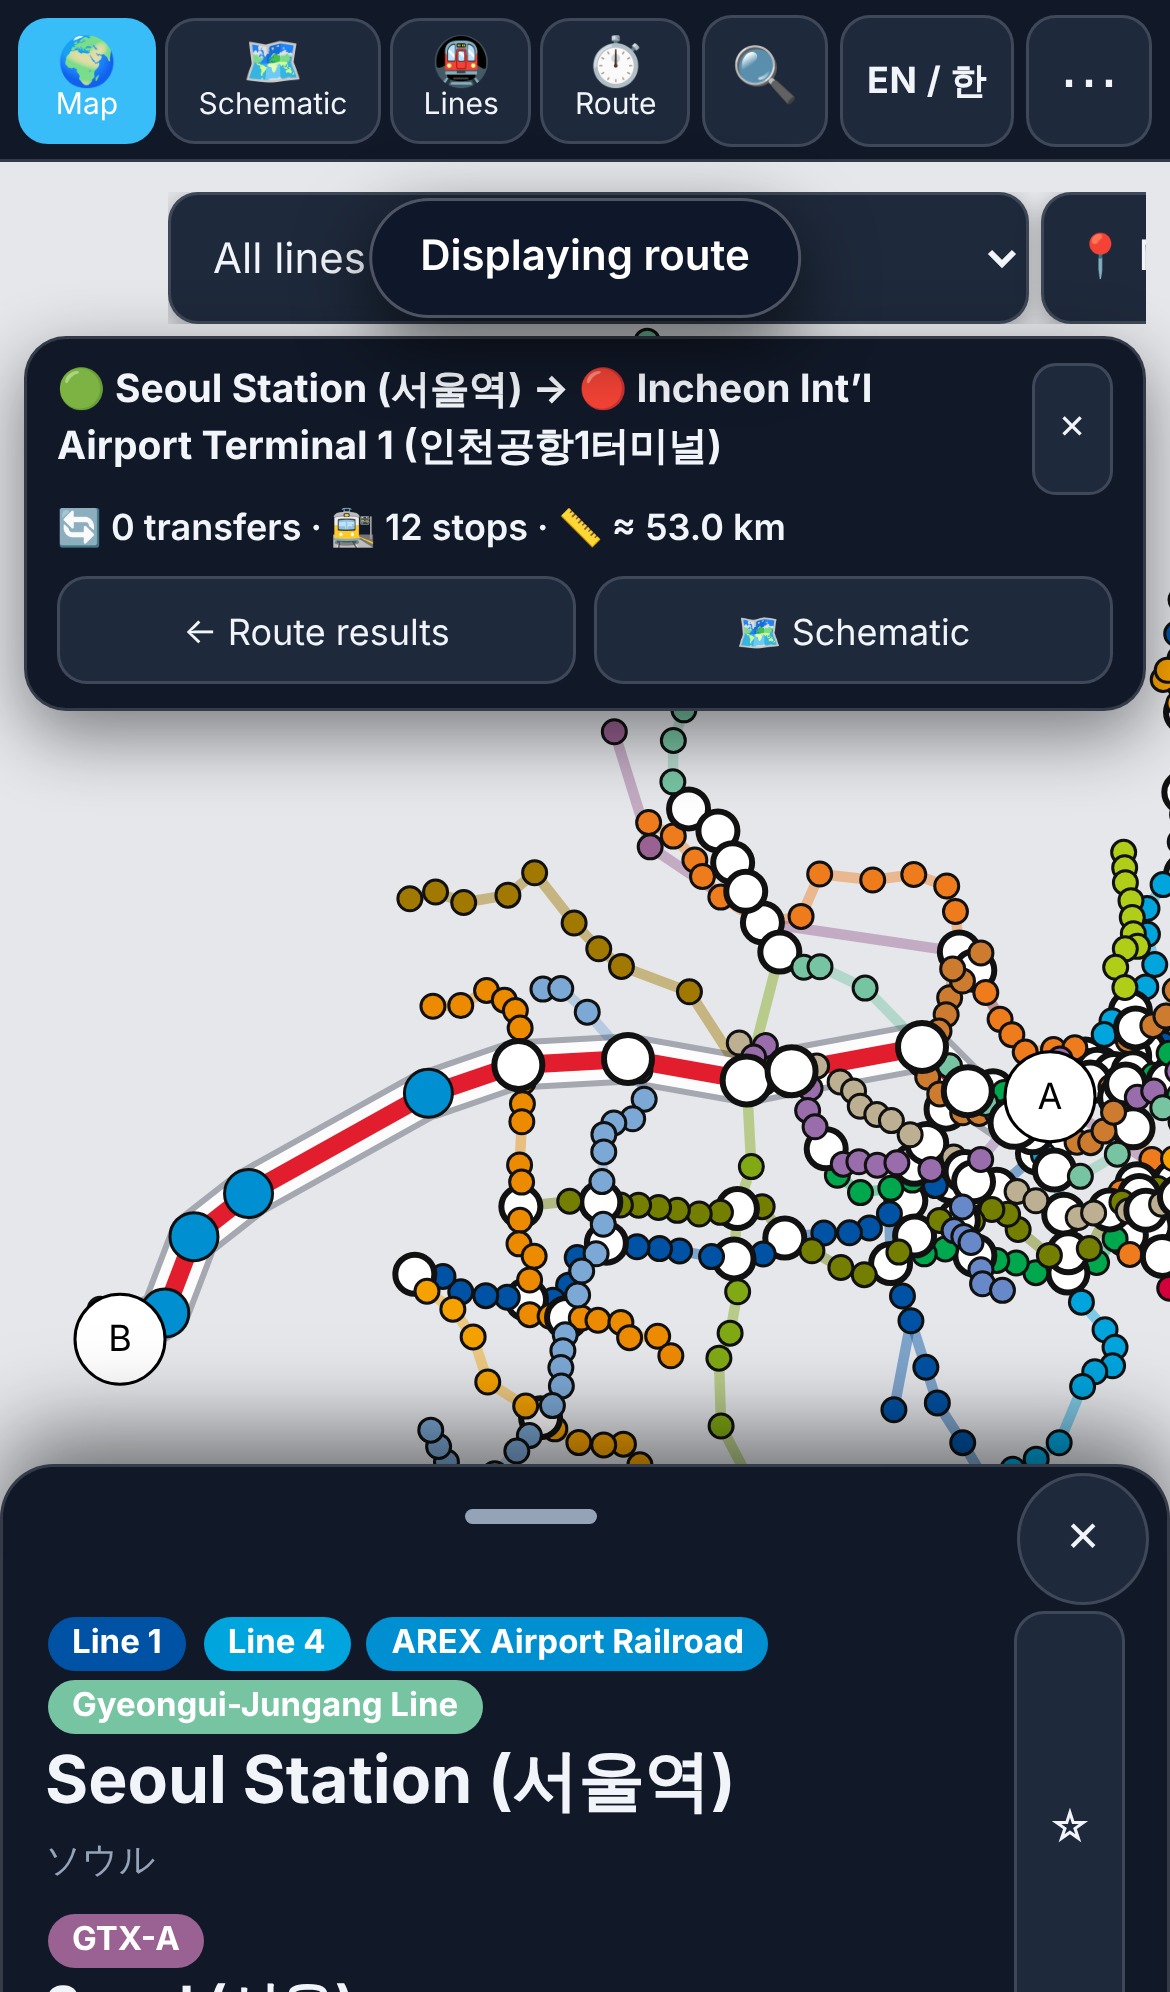 Map
Schematic
Lines
Route
EN / 한
All lines
Displaying route
Seoul Station (서울역) → Incheon Int’l
Airport Terminal 1 (인천공항1터미널)
×
0 transfers · 12 stops · ≈ 53.0 km
← Route results
Schematic
A
B
×
Line 1
Line 4
AREX Airport Railroad
Gyeongui-Jungang Line
Seoul Station (서울역)
ソウル
GTX-A